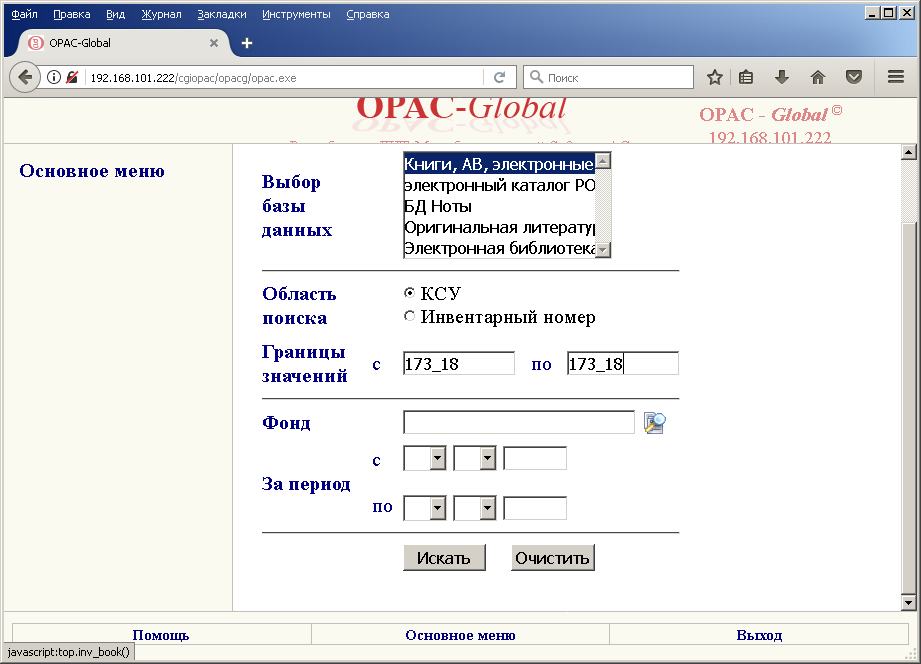 Файл Правка Вид Журнал Закладки Инструменты Справка
OPAC-Global
192.168.101.222/cgiopac/opacg/opac.exe
Поиск
OPAC-Global
OPAC - Global ©
192.168.101.222
Основное меню
Выбор базы данных
Книги, АВ, электронные
электронный каталог РО
БД Ноты
Оригинальная литератур
Электронная библиотека
Область поиска
КСУ
Инвентарный номер
Границы значений
с 173_18 по 173_18
Фонд
За период
с
по
Искать Очистить
Помощь Основное меню Выход
javascript:top.inv_book()